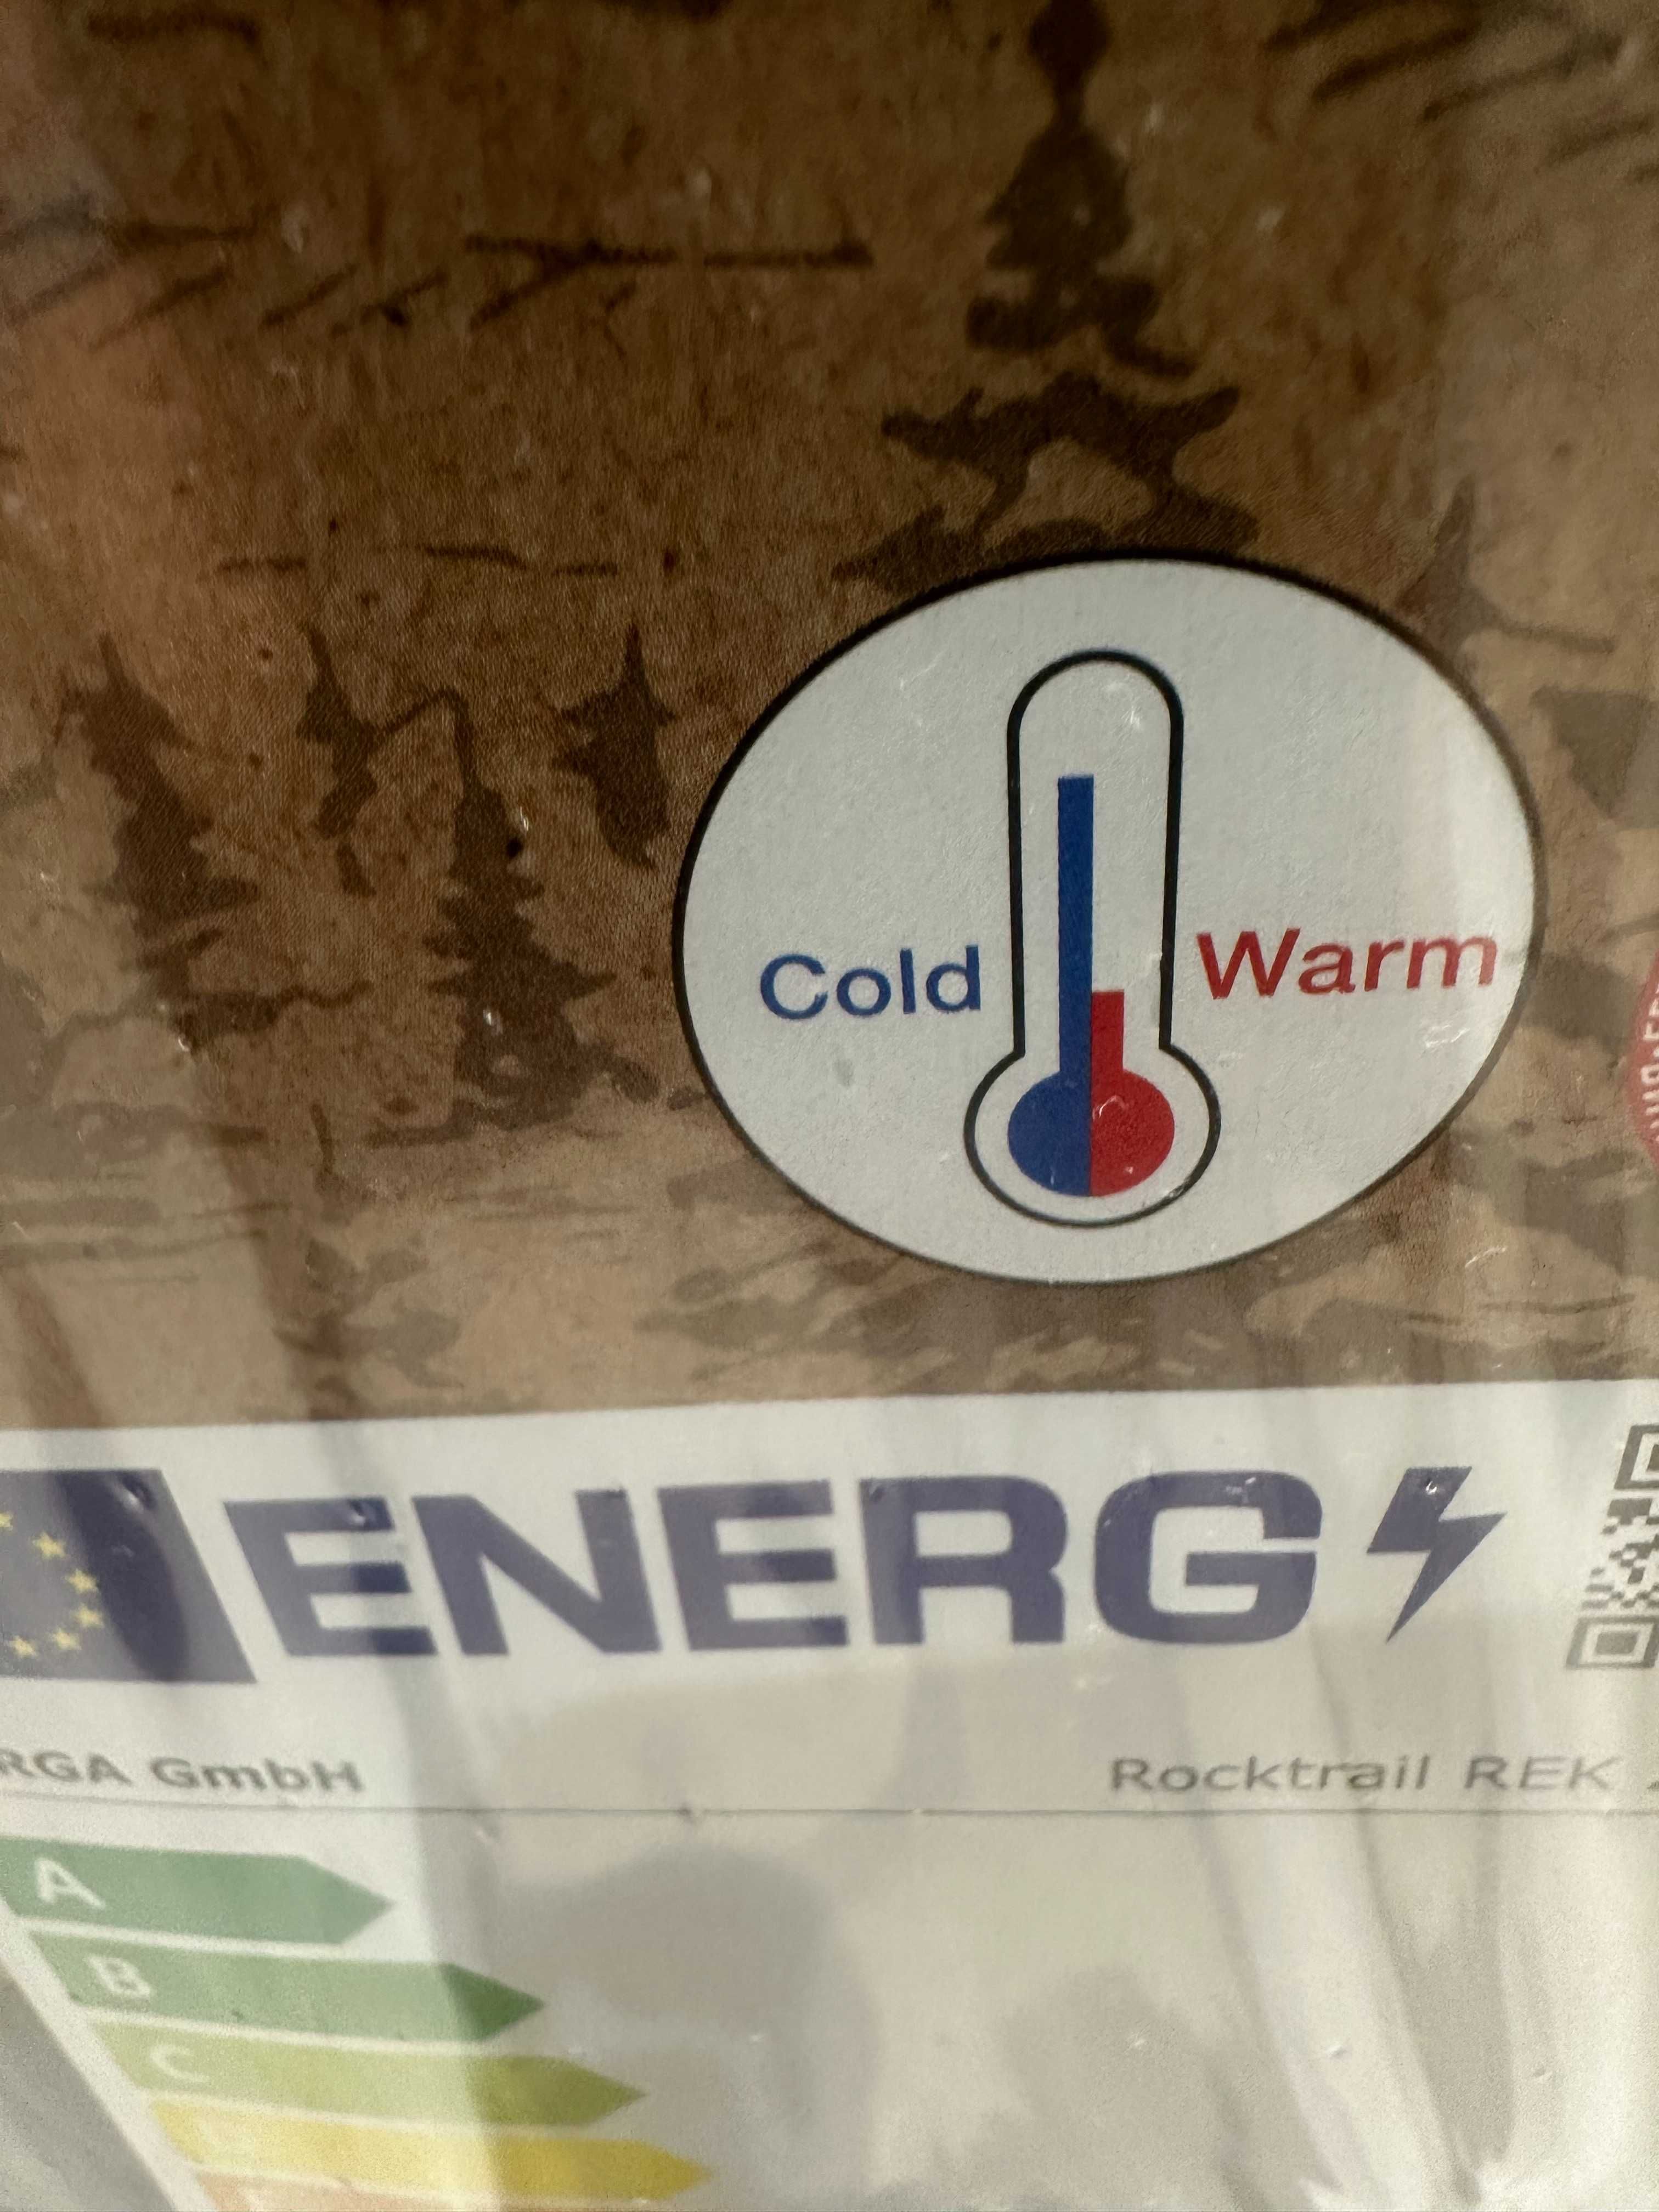 Cold Warm
ENERG
RGA GmbH
Rocktrail REK
A
B
C